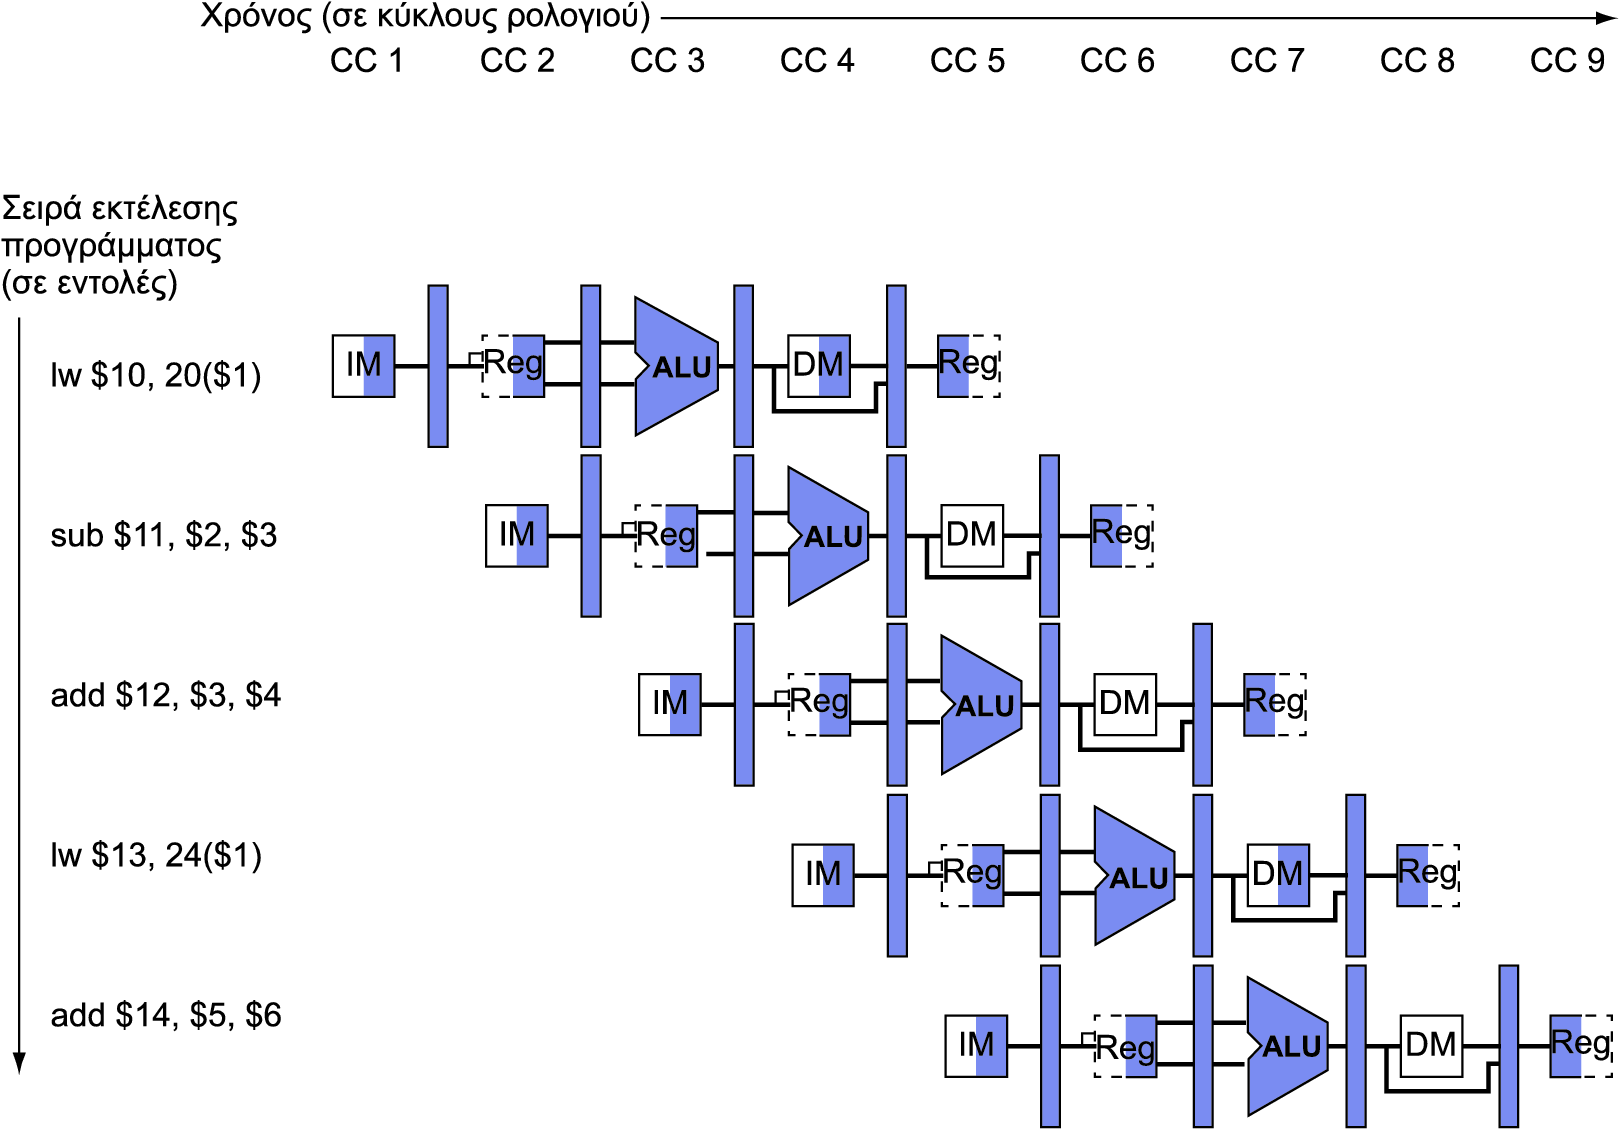 Χρόνος (σε κύκλους ρολογιού)
CC 1 CC 2 CC 3 CC 4 CC 5 CC 6 CC 7 CC 8 CC 9
Σειρά εκτέλεσης
προγράμματος
(σε εντολές)
lw $10, 20($1) IM Reg ALU DM Reg
sub $11, $2, $3 IM Reg ALU DM Reg
add $12, $3, $4 IM Reg ALU DM Reg
lw $13, 24($1) IM Reg ALU DM Reg
add $14, $5, $6 IM Reg ALU DM Reg